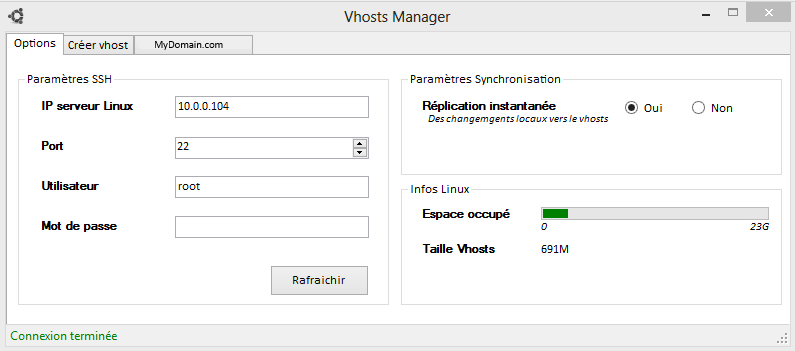 Vhosts Manager
Options
Créer vhost
MyDomain.com
Paramètres SSH
IP serveur Linux
10.0.0.104
Port
22
Utilisateur
root
Mot de passe
Rafraichir
Paramètres Synchronisation
Réplication instantanée
Oui
Non
Des changemgents locaux vers le vhosts
Infos Linux
Espace occupé
0
23G
Taille Vhosts
691M
Connexion terminée